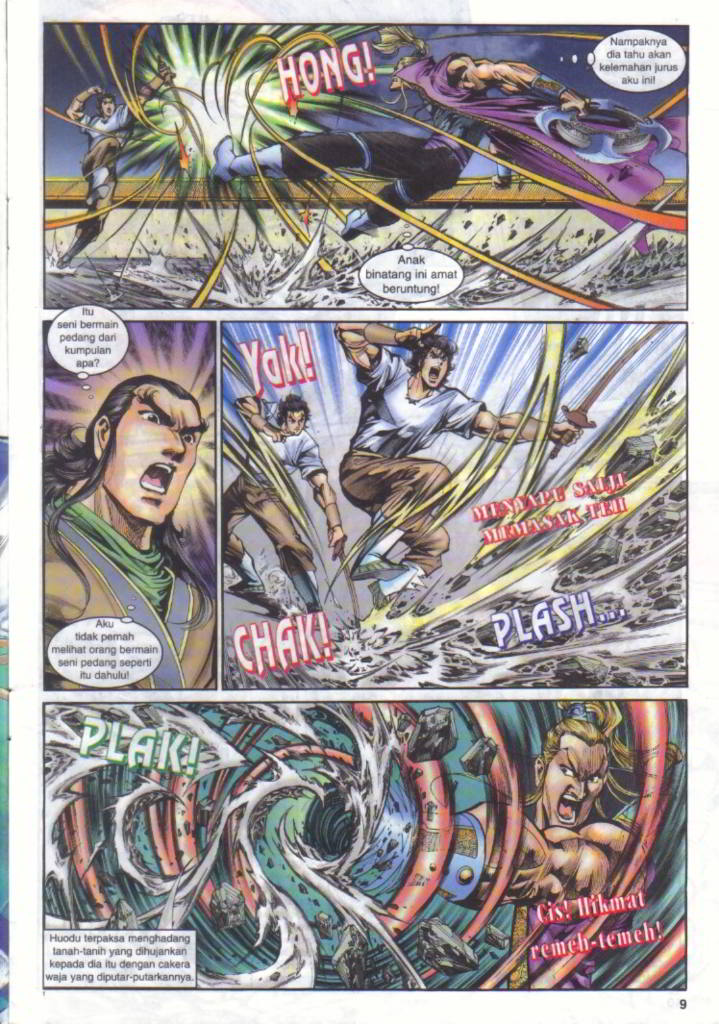 HONG!
Nampaknya
dia tahu akan
kelemahan jurus
aku ini!
Anak
binatang ini amat
beruntung!
Itu
seni bermain
pedang dari
kumpulan
apa?
Aku
tidak pernah
melihat orang bermain
seni pedang seperti
itu dahulu!
Yak!
MENYAPU SALJI
MEMASAK TEH
CHAK!
PLASH...
PLAK!
Cis! Hikmat
remeh-temeh!
Huodu terpaksa menghadang
tanah-tanih yang dihujankan
kepada dia itu dengan cakera
waja yang diputar-putarkannya.
9